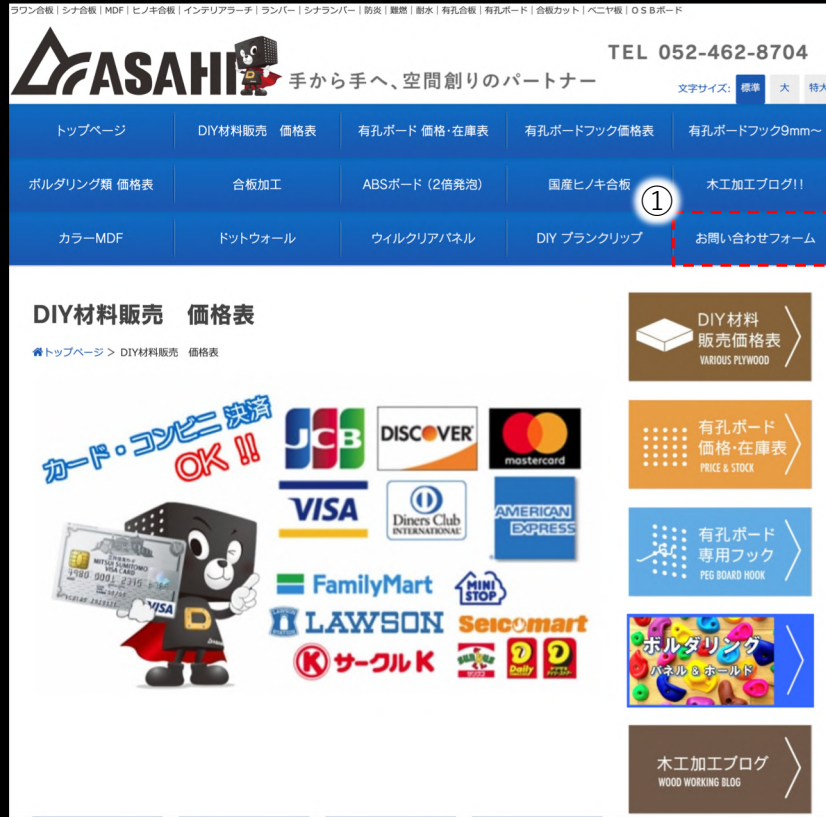 ラワン合板｜シナ合板｜MDF｜ヒノキ合板｜インテリアラーチ｜ランバー｜シナランバー｜防炎｜難燃｜耐水｜有孔合板｜有孔ボード｜合板カット｜ベニヤ板｜ＯＳＢボード
ASAHI
手から手へ、空間創りのパートナー
TEL 052-462-8704
文字サイズ: 標準 大 特大
トップページ DIY材料販売　価格表 有孔ボード 価格・在庫表 有孔ボードフック価格表 有孔ボードフック9mm～
ボルダリング類 価格表 合板加工 ABSボード（2倍発泡） 国産ヒノキ合板 木工加工ブログ!!
①
カラーMDF ドットウォール ウィルクリアパネル DIY プランクリップ お問い合わせフォーム
DIY材料販売　価格表
トップページ > DIY材料販売　価格表
カード・コンビニ 決済
OK !!
JCB DISCOVER mastercard
VISA Diners Club INTERNATIONAL AMERICAN EXPRESS
MITSUI SUMITOMO
VISA CARD
VISA
D
FamilyMart MINI STOP
LAWSON Seicomart
K サークルK サンクス Daily
DIY材料
販売価格表
VARIOUS PLYWOOD
有孔ボード
価格・在庫表
PRICE & STOCK
有孔ボード
専用フック
PEG BOARD HOOK
ボルダリング
パネル & ホールド
木工加工ブログ
WOOD WORKING BLOG